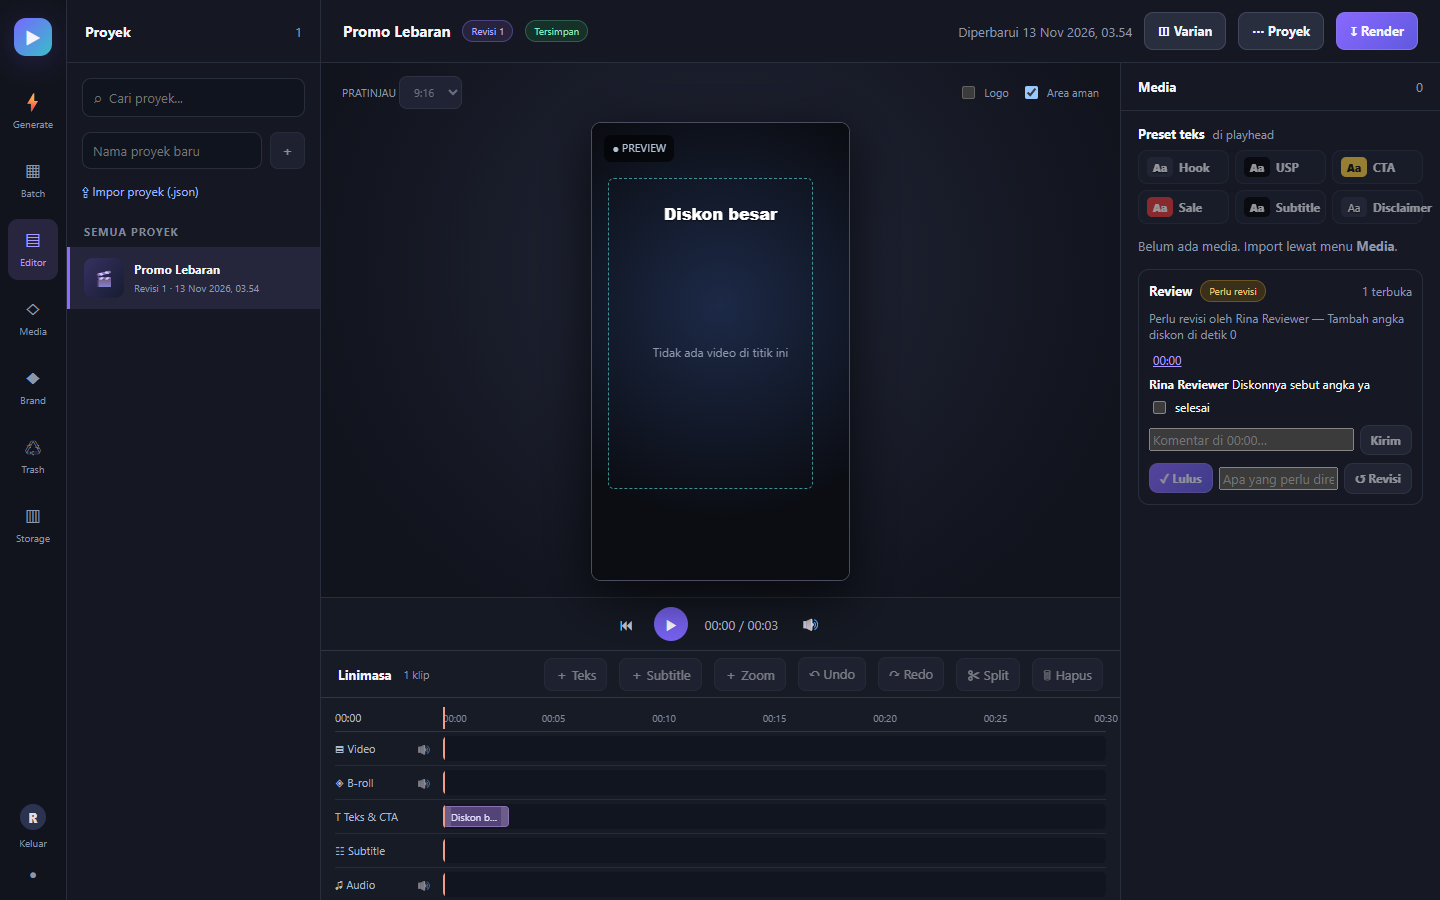 Generate
Batch
Editor
Media
Brand
Trash
Storage
R
Keluar
Proyek 1
Cari proyek...
Nama proyek baru +
Impor proyek (.json)
SEMUA PROYEK
Promo Lebaran
Revisi 1 · 13 Nov 2026, 03.54
Promo Lebaran Revisi 1 Tersimpan Diperbarui 13 Nov 2026, 03.54 Varian ··· Proyek Render
PRATINJAU 9:16 Logo Area aman
PREVIEW
Diskon besar
Tidak ada video di titik ini
00:00 / 00:03
Linimasa 1 klip + Teks + Subtitle + Zoom Undo Redo Split Hapus
00:00 00:00 00:05 00:10 00:15 00:20 00:25 00:30
Video
B-roll
T Teks & CTA
Diskon b...
Subtitle
Audio
Media 0
Preset teks di playhead
Aa Hook Aa USP Aa CTA
Aa Sale Aa Subtitle Aa Disclaimer
Belum ada media. Import lewat menu Media.
Review Perlu revisi 1 terbuka
Perlu revisi oleh Rina Reviewer — Tambah angka
diskon di detik 0
00:00
Rina Reviewer Diskonnya sebut angka ya
selesai
Komentar di 00:00... Kirim
✓ Lulus Apa yang perlu dire Revisi